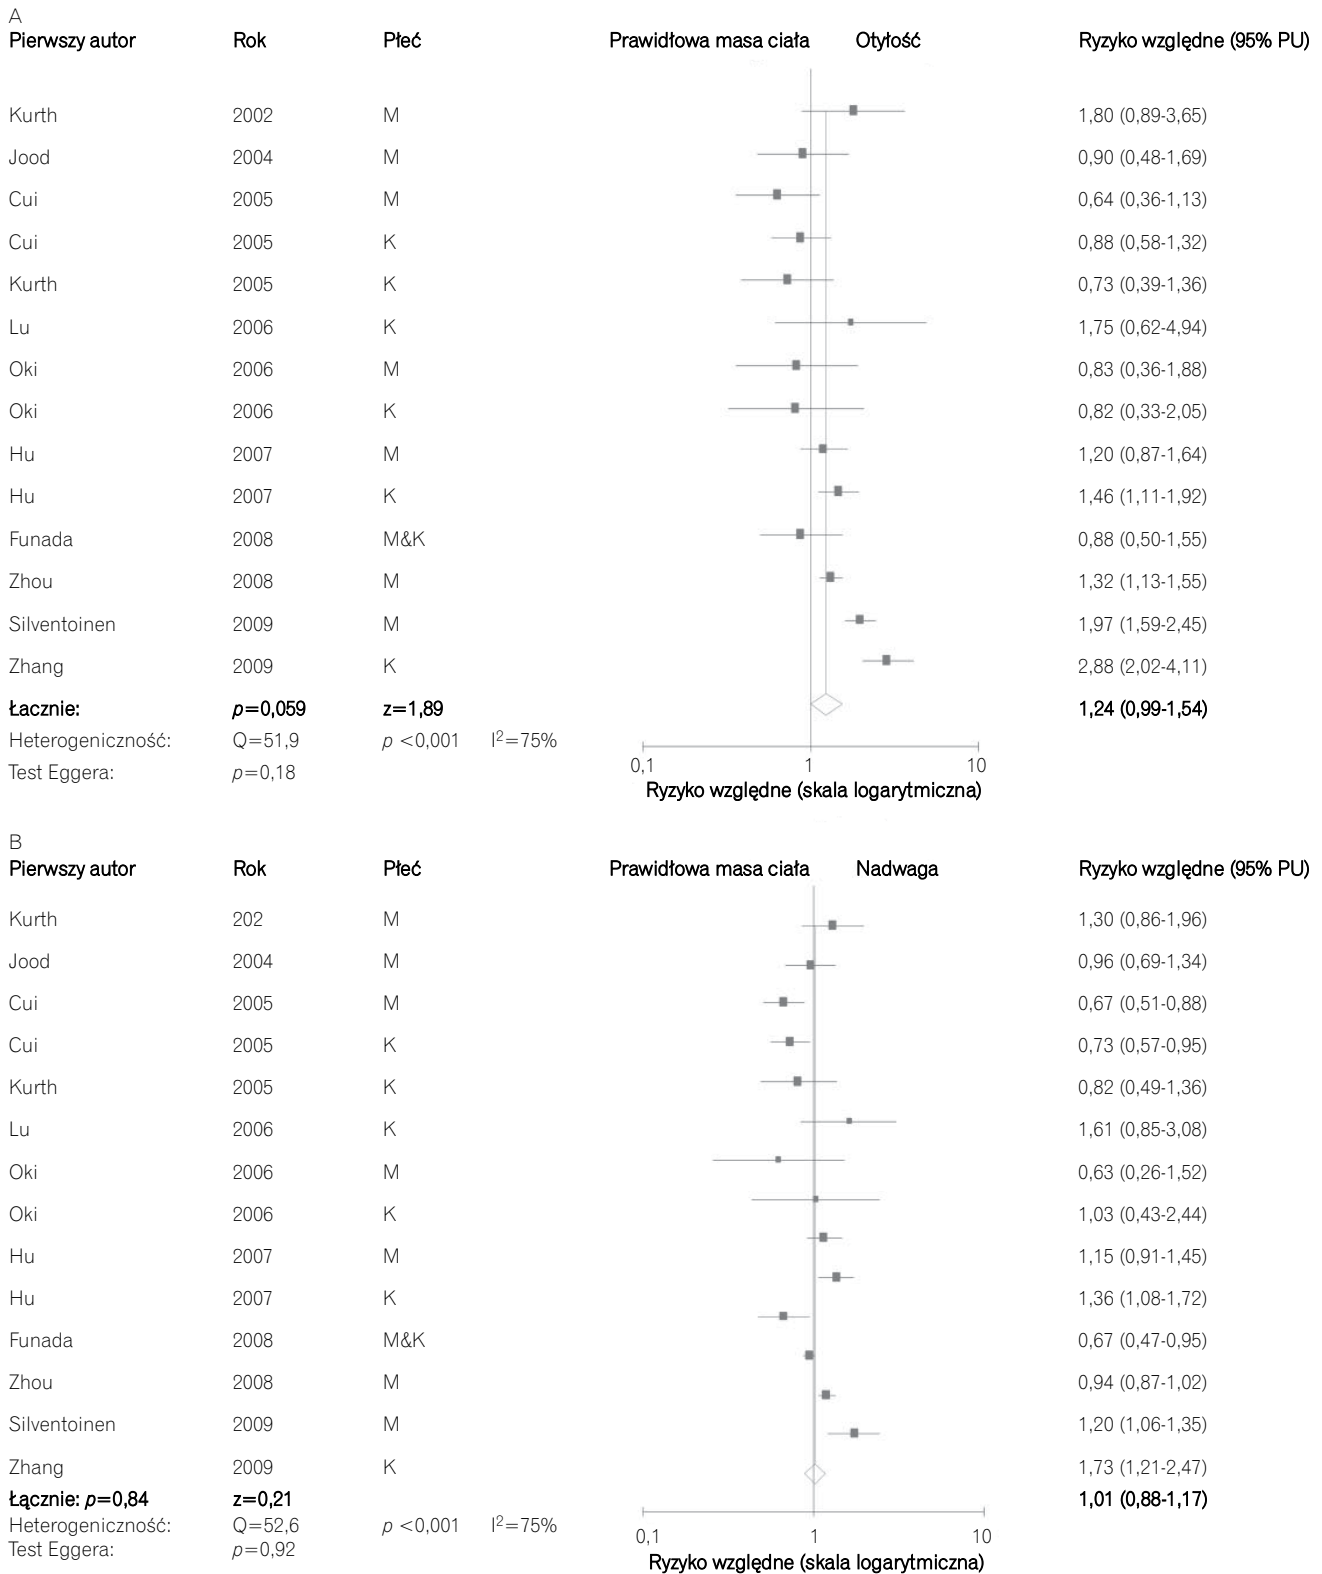 A
Pierwszy autor Rok Płeć Prawidłowa masa ciała Otyłość Ryzyko względne (95% PU)
Kurth 2002 M 1,80 (0,89-3,65)
Jood 2004 M 0,90 (0,48-1,69)
Cui 2005 M 0,64 (0,36-1,13)
Cui 2005 K 0,88 (0,58-1,32)
Kurth 2005 K 0,73 (0,39-1,36)
Lu 2006 K 1,75 (0,62-4,94)
Oki 2006 M 0,83 (0,36-1,88)
Oki 2006 K 0,82 (0,33-2,05)
Hu 2007 M 1,20 (0,87-1,64)
Hu 2007 K 1,46 (1,11-1,92)
Funada 2008 M&K 0,88 (0,50-1,55)
Zhou 2008 M 1,32 (1,13-1,55)
Silventoinen 2009 M 1,97 (1,59-2,45)
Zhang 2009 K 2,88 (2,02-4,11)
Łacznie: p=0,059 z=1,89 1,24 (0,99-1,54)
Heterogeniczność: Q=51,9 p <0,001 I²=75%
Test Eggera: p=0,18
0,1 1 10
Ryzyko względne (skala logarytmiczna)
B
Pierwszy autor Rok Płeć Prawidłowa masa ciała Nadwaga Ryzyko względne (95% PU)
Kurth 202 M 1,30 (0,86-1,96)
Jood 2004 M 0,96 (0,69-1,34)
Cui 2005 M 0,67 (0,51-0,88)
Cui 2005 K 0,73 (0,57-0,95)
Kurth 2005 K 0,82 (0,49-1,36)
Lu 2006 K 1,61 (0,85-3,08)
Oki 2006 M 0,63 (0,26-1,52)
Oki 2006 K 1,03 (0,43-2,44)
Hu 2007 M 1,15 (0,91-1,45)
Hu 2007 K 1,36 (1,08-1,72)
Funada 2008 M&K 0,67 (0,47-0,95)
Zhou 2008 M 0,94 (0,87-1,02)
Silventoinen 2009 M 1,20 (1,06-1,35)
Zhang 2009 K 1,73 (1,21-2,47)
Łącznie: p=0,84 z=0,21 1,01 (0,88-1,17)
Heterogeniczność: Q=52,6 p <0,001 I²=75%
Test Eggera: p=0,92
0,1 1 10
Ryzyko względne (skala logarytmiczna)